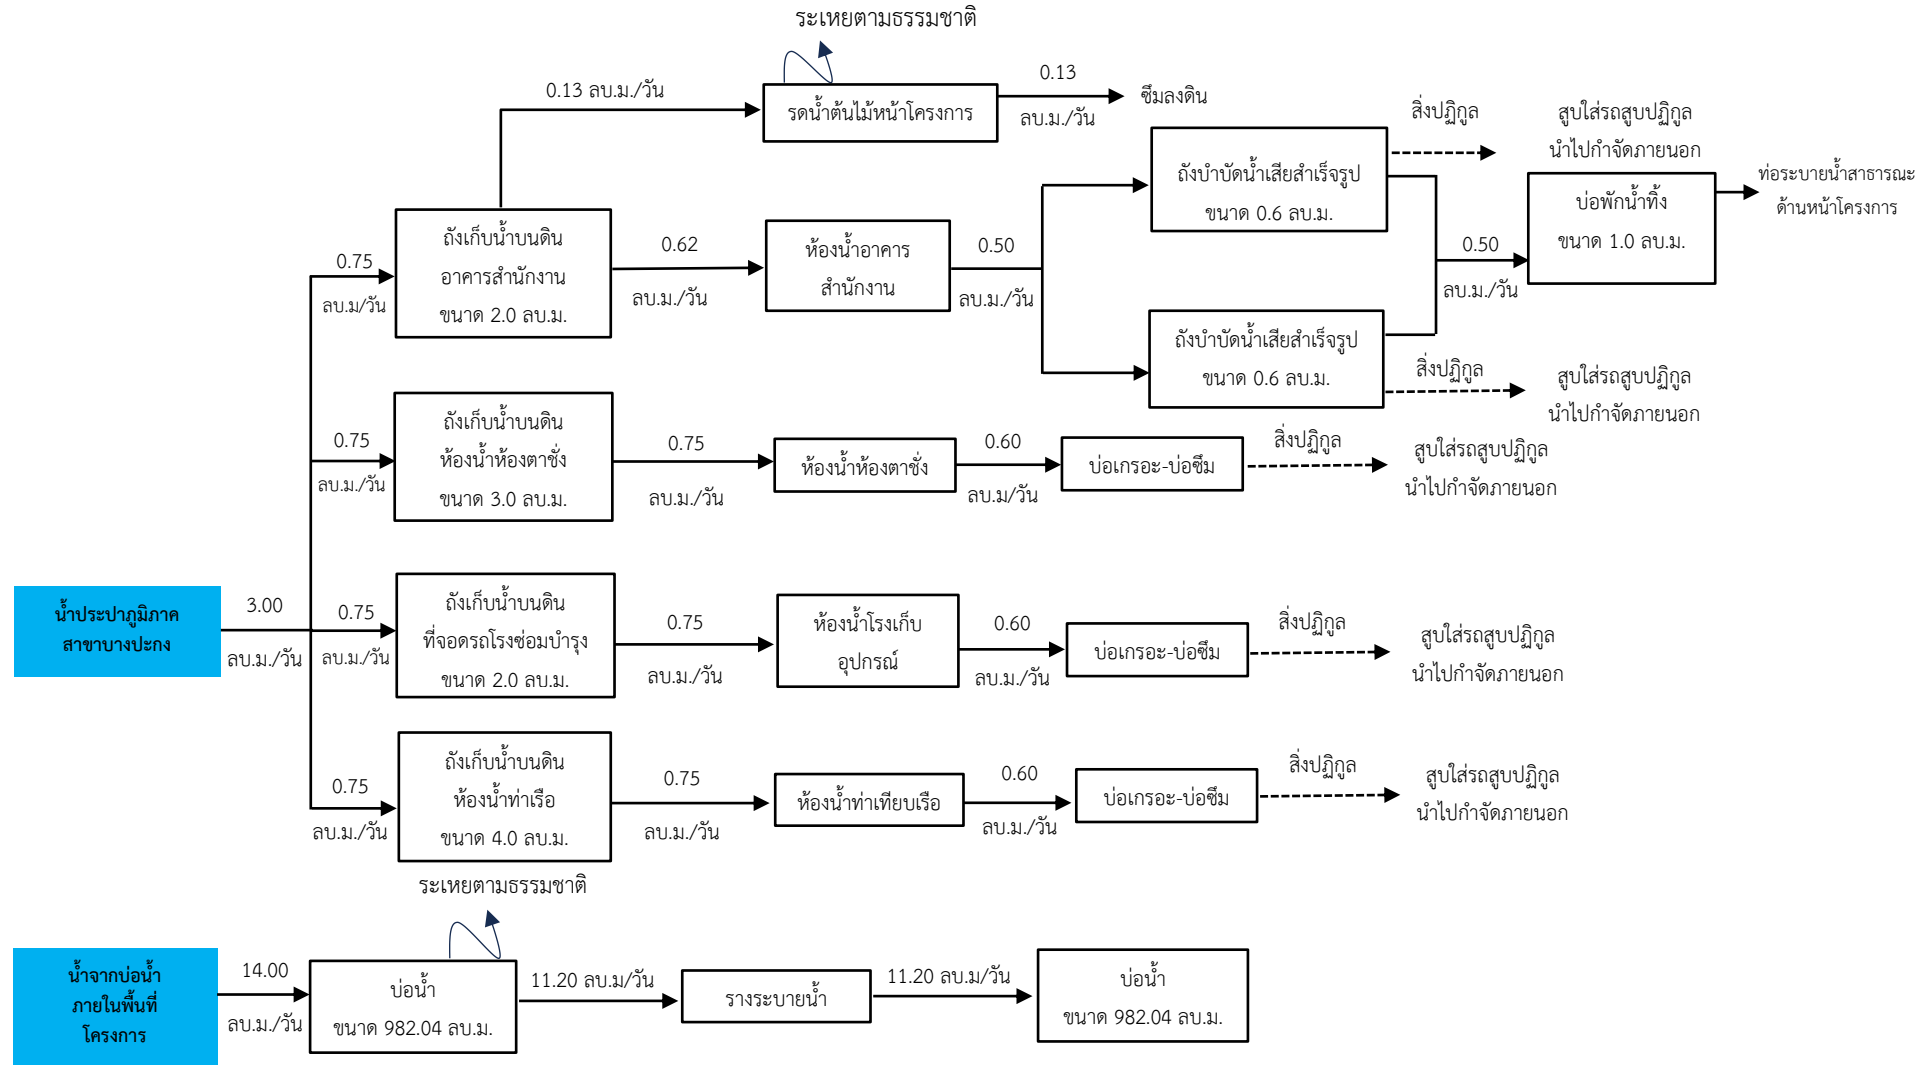 ระเหยตามธรรมชาติ
0.13 ลบ.ม./วัน
รดน้ำต้นไม้หน้าโครงการ
0.13
ลบ.ม./วัน
ซึมลงดิน
ถังเก็บน้ำบนดิน
อาคารสำนักงาน
ขนาด 2.0 ลบ.ม.
0.75
ลบ.ม/วัน
0.62
ลบ.ม./วัน
ห้องน้ำอาคาร
สำนักงาน
0.50
ลบ.ม./วัน
ถังบำบัดน้ำเสียสำเร็จรูป
ขนาด 0.6 ลบ.ม.
สิ่งปฏิกูล
สูบใส่รถสูบปฏิกูล
นำไปกำจัดภายนอก
ถังบำบัดน้ำเสียสำเร็จรูป
ขนาด 0.6 ลบ.ม.
สิ่งปฏิกูล
สูบใส่รถสูบปฏิกูล
นำไปกำจัดภายนอก
0.50
ลบ.ม./วัน
บ่อพักน้ำทิ้ง
ขนาด 1.0 ลบ.ม.
ท่อระบายน้ำสาธารณะ
ด้านหน้าโครงการ
0.75
ลบ.ม./วัน
ถังเก็บน้ำบนดิน
ห้องน้ำห้องตาชั่ง
ขนาด 3.0 ลบ.ม.
0.75
ลบ.ม./วัน
ห้องน้ำห้องตาชั่ง
0.60
ลบ.ม/วัน
บ่อเกรอะ-บ่อซึม
สิ่งปฏิกูล
สูบใส่รถสูบปฏิกูล
นำไปกำจัดภายนอก
น้ำประปาภูมิภาค
สาขาบางปะกง
3.00
ลบ.ม./วัน
0.75
ลบ.ม./วัน
ถังเก็บน้ำบนดิน
ที่จอดรถโรงซ่อมบำรุง
ขนาด 2.0 ลบ.ม.
0.75
ลบ.ม./วัน
ห้องน้ำโรงเก็บ
อุปกรณ์
0.60
ลบ.ม./วัน
บ่อเกรอะ-บ่อซึม
สิ่งปฏิกูล
สูบใส่รถสูบปฏิกูล
นำไปกำจัดภายนอก
0.75
ลบ.ม./วัน
ถังเก็บน้ำบนดิน
ห้องน้ำท่าเรือ
ขนาด 4.0 ลบ.ม.
0.75
ลบ.ม./วัน
ห้องน้ำท่าเทียบเรือ
0.60
ลบ.ม./วัน
บ่อเกรอะ-บ่อซึม
สิ่งปฏิกูล
สูบใส่รถสูบปฏิกูล
นำไปกำจัดภายนอก
ระเหยตามธรรมชาติ
น้ำจากบ่อน้ำ
ภายในพื้นที่
โครงการ
14.00
ลบ.ม./วัน
บ่อน้ำ
ขนาด 982.04 ลบ.ม.
11.20 ลบ.ม/วัน
รางระบายน้ำ
11.20 ลบ.ม/วัน
บ่อน้ำ
ขนาด 982.04 ลบ.ม.